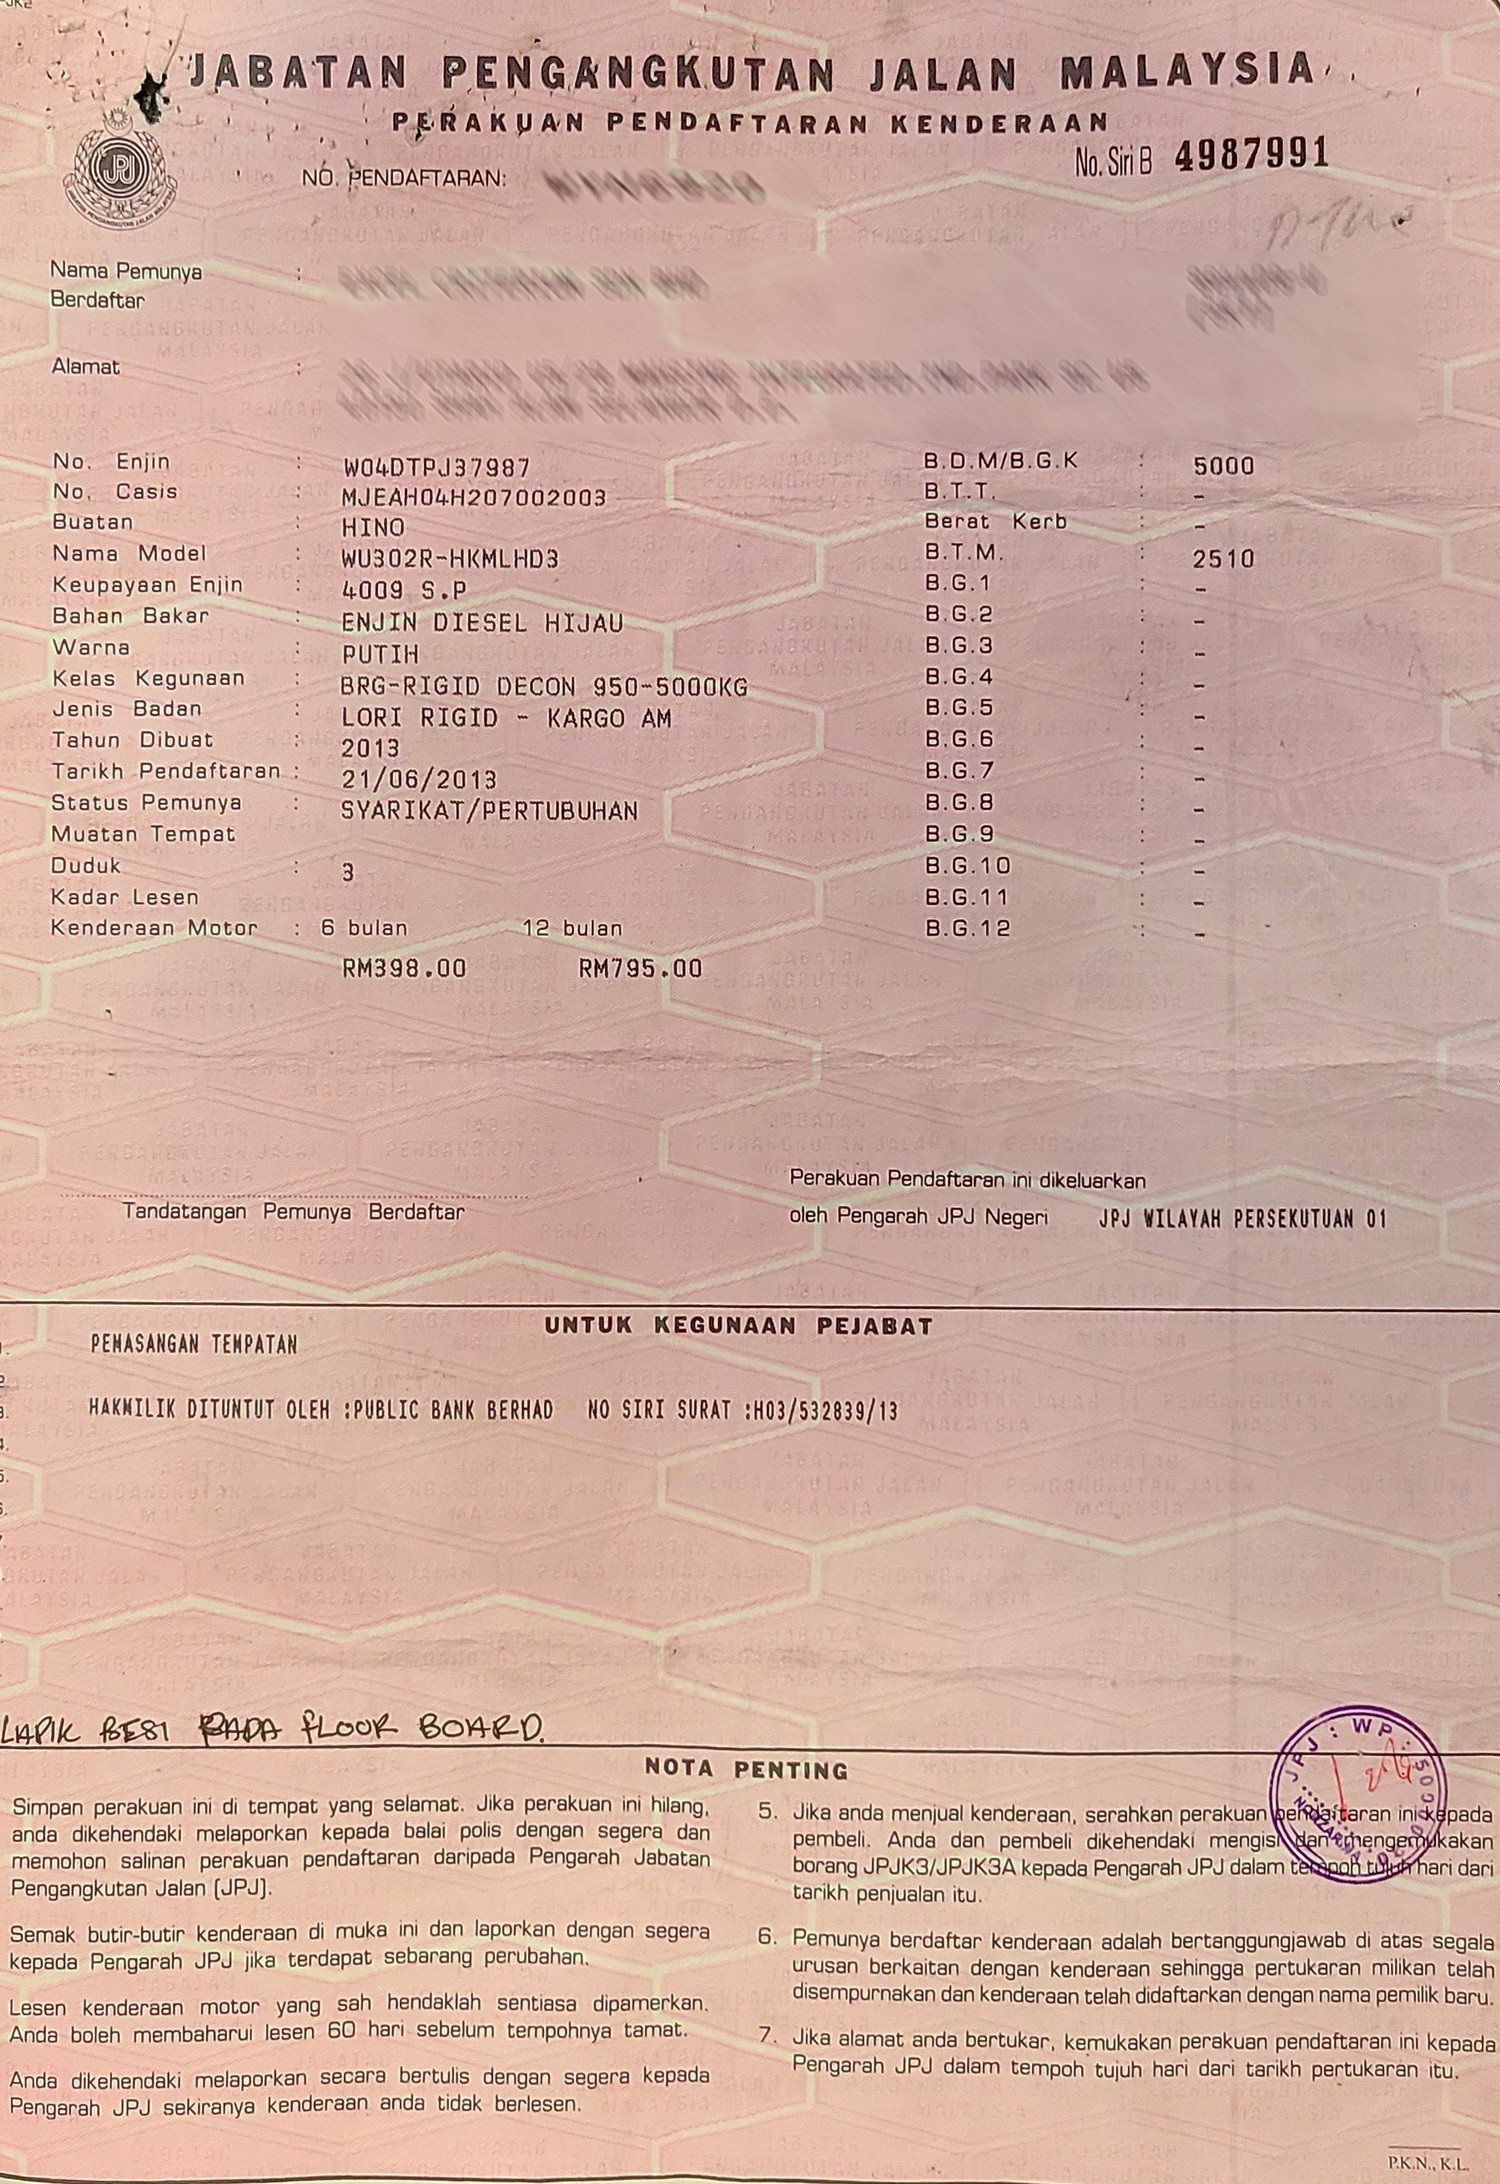 JABATAN PENGANGKUTAN JALAN MALAYSIA
PERAKUAN PENDAFTARAN KENDERAAN
No. Siri B 4987991
JPJ
NO. PENDAFTARAN:
Nama Pemunya
Berdaftar :
Alamat :
No. Enjin : W04DTPJ37987 B.D.M/B.G.K : 5000
No. Casis : MJEAH04H207002003 B.T.T. : -
Buatan : HINO Berat Kerb : -
Nama Model : WU302R-HKMLHD3 B.T.M. : 2510
Keupayaan Enjin : 4009 S.P B.G.1 : -
Bahan Bakar : ENJIN DIESEL HIJAU B.G.2 : -
Warna : PUTIH B.G.3 : -
Kelas Kegunaan : BRG-RIGID DECON 950-5000KG B.G.4 : -
Jenis Badan : LORI RIGID - KARGO AM B.G.5 : -
Tahun Dibuat : 2013 B.G.6 : -
Tarikh Pendaftaran : 21/06/2013 B.G.7 : -
Status Pemunya : SYARIKAT/PERTUBUHAN B.G.8 : -
Muatan Tempat B.G.9 : -
Duduk : 3 B.G.10 : -
Kadar Lesen B.G.11 : -
Kenderaan Motor : 6 bulan 12 bulan B.G.12 : -
RM398.00 RM795.00
Perakuan Pendaftaran ini dikeluarkan
Tandatangan Pemunya Berdaftar
oleh Pengarah JPJ Negeri JPJ WILAYAH PERSEKUTUAN 01
UNTUK KEGUNAAN PEJABAT
PEMASANGAN TEMPATAN
HAKMILIK DITUNTUT OLEH :PUBLIC BANK BERHAD NO SIRI SURAT :H03/532839/13
LAPIK BESI PADA FLOOR BOARD.
NOTA PENTING
Simpan perakuan ini di tempat yang selamat. Jika perakuan ini hilang,
anda dikehendaki melaporkan kepada balai polis dengan segera dan
memohon salinan perakuan pendaftaran daripada Pengarah Jabatan
Pengangkutan Jalan (JPJ).
Semak butir-butir kenderaan di muka ini dan laporkan dengan segera
kepada Pengarah JPJ jika terdapat sebarang perubahan.
Lesen kenderaan motor yang sah hendaklah sentiasa dipamerkan.
Anda boleh membaharui lesen 60 hari sebelum tempohnya tamat.
Anda dikehendaki melaporkan secara bertulis dengan segera kepada
Pengarah JPJ sekiranya kenderaan anda tidak berlesen.
5. Jika anda menjual kenderaan, serahkan perakuan pendaftaran ini kepada
pembeli. Anda dan pembeli dikehendaki mengisi dan mengemukakan
borang JPJK3/JPJK3A kepada Pengarah JPJ dalam tempoh tujuh hari dari
tarikh penjualan itu.
6. Pemunya berdaftar kenderaan adalah bertanggungjawab di atas segala
urusan berkaitan dengan kenderaan sehingga pertukaran milikan telah
disempurnakan dan kenderaan telah didaftarkan dengan nama pemilik baru.
7. Jika alamat anda bertukar, kemukakan perakuan pendaftaran ini kepada
Pengarah JPJ dalam tempoh tujuh hari dari tarikh pertukaran itu.
JPJ : WP :
P.K.N., K.L.